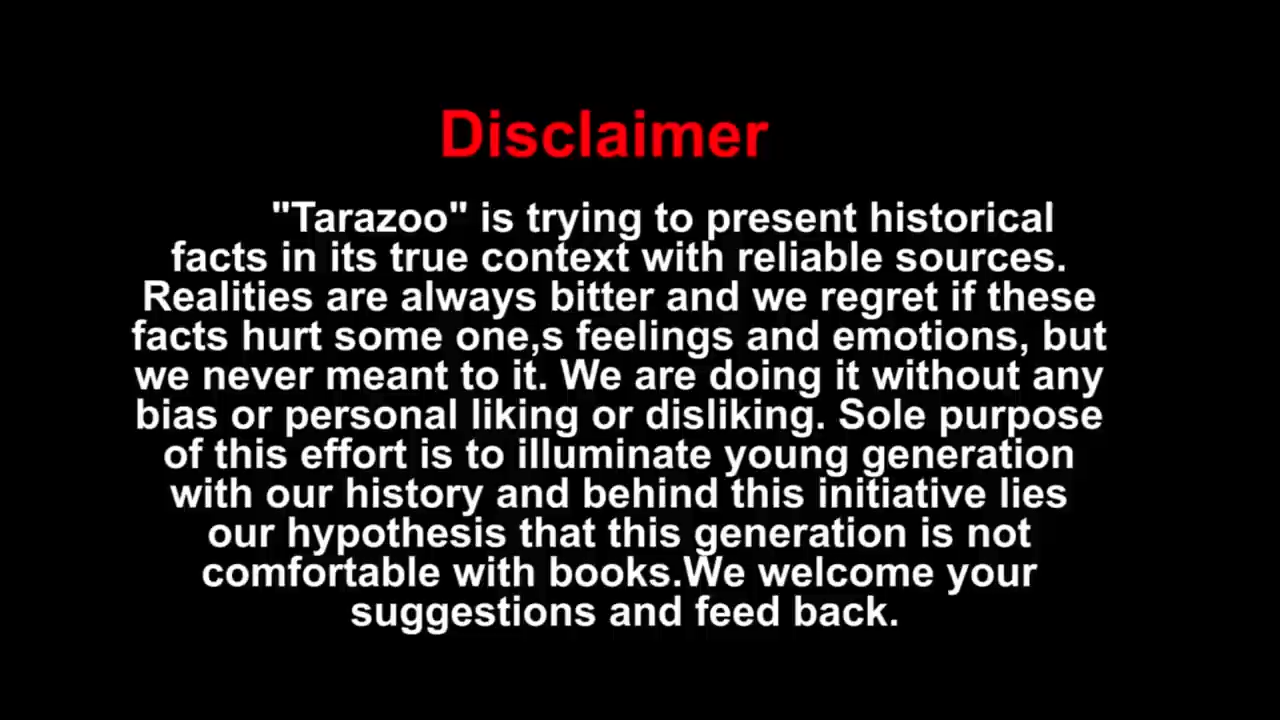 Disclaimer
"Tarazoo" is trying to present historical
facts in its true context with reliable sources.
Realities are always bitter and we regret if these
facts hurt some one,s feelings and emotions, but
we never meant to it. We are doing it without any
bias or personal liking or disliking. Sole purpose
of this effort is to illuminate young generation
with our history and behind this initiative lies
our hypothesis that this generation is not
comfortable with books.We welcome your
suggestions and feed back.